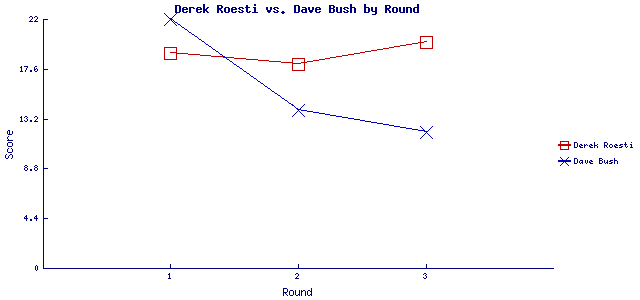 Derek Roesti vs. Dave Bush by Round
22
17.6
13.2
8.8
4.4
0
Score
1 2 3
Round
Derek Roesti
Dave Bush